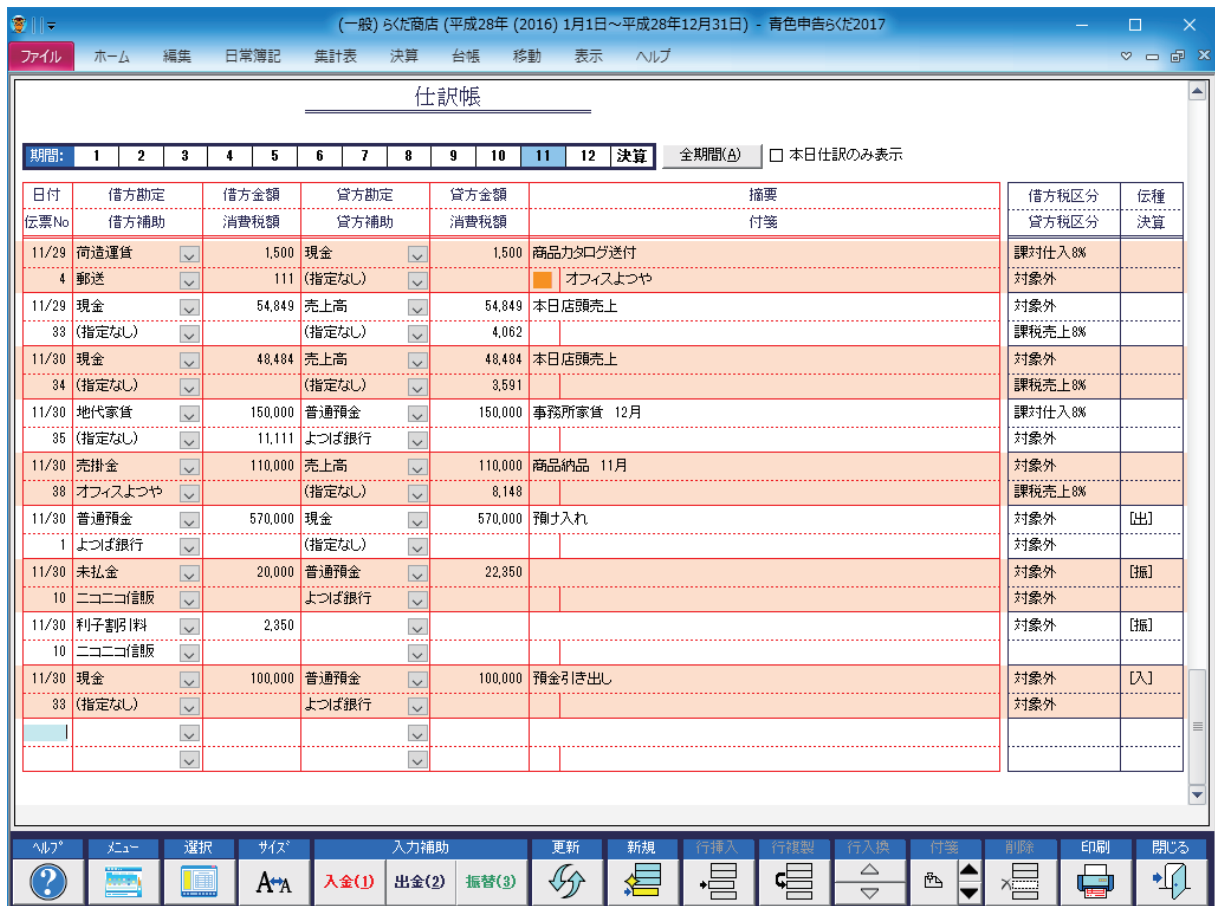 (一般) らくだ商店 (平成28年 (2016) 1月1日～平成28年12月31日) - 青色申告らくだ2017
ファイル ホーム 編集 日常簿記 集計表 決算 台帳 移動 表示 ヘルプ
仕訳帳
期間: 1 2 3 4 5 6 7 8 9 10 11 12 決算 全期間(A) 本日仕訳のみ表示
日付 借方勘定 借方金額 貸方勘定 貸方金額 摘要 借方税区分 伝種
伝票No 借方補助 消費税額 貸方補助 消費税額 付箋 貸方税区分 決算
11/29 荷造運賃 1,500 現金 1,500 商品カタログ送付 課対仕入8%
4 郵送 111 (指定なし) オフィスよつや 対象外
11/29 現金 54,849 売上高 54,849 本日店頭売上 対象外
33 (指定なし) (指定なし) 4,062 課税売上8%
11/30 現金 48,484 売上高 48,484 本日店頭売上 対象外
34 (指定なし) (指定なし) 3,591 課税売上8%
11/30 地代家賃 150,000 普通預金 150,000 事務所家賃 12月 課対仕入8%
35 (指定なし) 11,111 よつば銀行 対象外
11/30 売掛金 110,000 売上高 110,000 商品納品 11月 対象外
38 オフィスよつや (指定なし) 8,148 課税売上8%
11/30 普通預金 570,000 現金 570,000 預け入れ 対象外 [出]
1 よつば銀行 (指定なし) 対象外
11/30 未払金 20,000 普通預金 22,350 対象外 [振]
10 ニコニコ信販 よつば銀行 対象外
11/30 利子割引料 2,350 対象外 [振]
10 ニコニコ信販
11/30 現金 100,000 普通預金 100,000 預金引き出し 対象外 [入]
33 (指定なし) よつば銀行 対象外
ヘルプ メニュー 選択 サイズ 入力補助 更新 新規 行挿入 行複製 行入換 付箋 削除 印刷 閉じる
A A 入金(1) 出金(2) 振替(3)